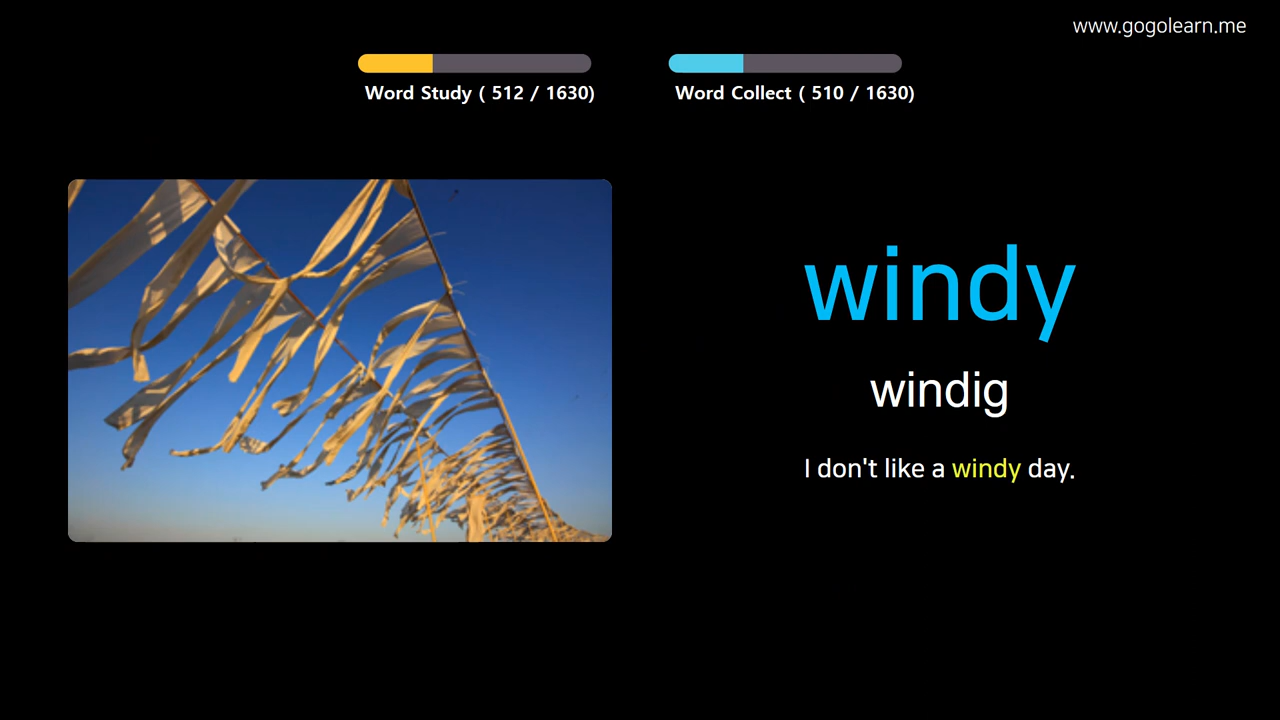 www.gogolearn.me
Word Study ( 512 / 1630)
Word Collect ( 510 / 1630)
windy
windig
I don't like a windy day.